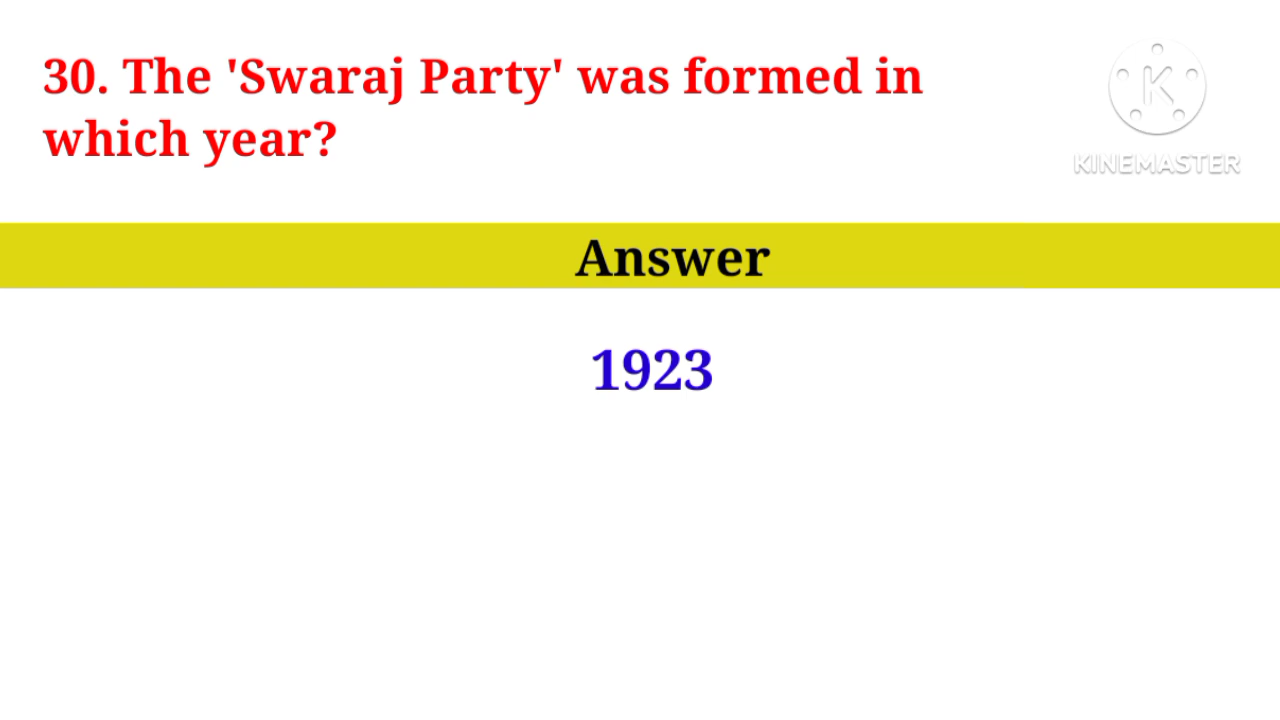 30. The 'Swaraj Party' was formed in
which year?
K
KINEMASTER
Answer
1923